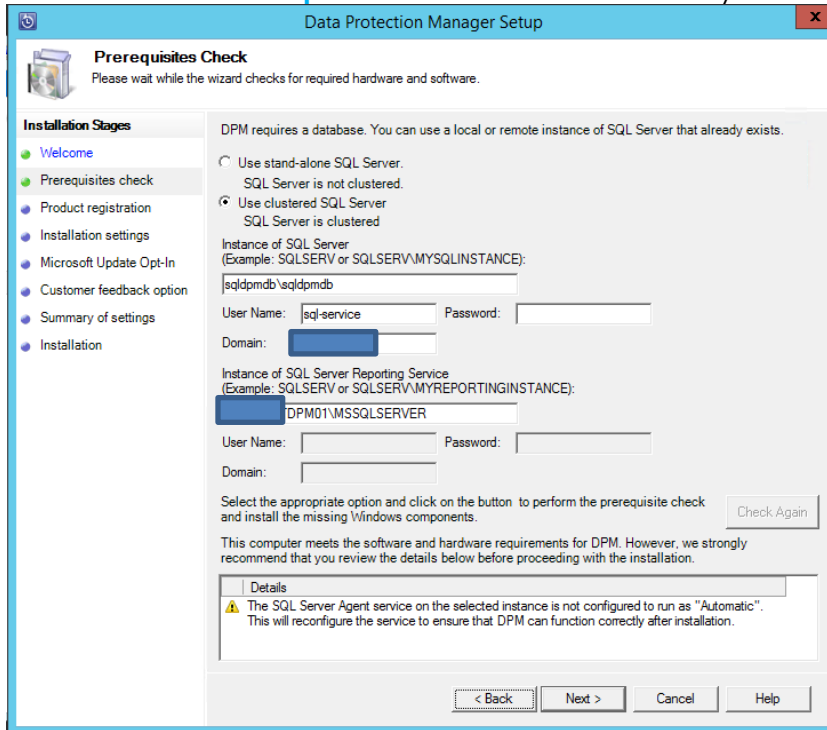 Data Protection Manager Setup
x
Prerequisites Check
Please wait while the wizard checks for required hardware and software.
Installation Stages
Welcome
Prerequisites check
Product registration
Installation settings
Microsoft Update Opt-In
Customer feedback option
Summary of settings
Installation
DPM requires a database. You can use a local or remote instance of SQL Server that already exists.
Use stand-alone SQL Server.
SQL Server is not clustered.
Use clustered SQL Server
SQL Server is clustered
Instance of SQL Server
(Example: SQLSERV or SQLSERV\MYSQLINSTANCE):
sqldpmdb\sqldpmdb
User Name: sql-service Password:
Domain:
Instance of SQL Server Reporting Service
(Example: SQLSERV or SQLSERV\MYREPORTINGINSTANCE):
DPM01\MSSQLSERVER
User Name: Password:
Domain:
Select the appropriate option and click on the button to perform the prerequisite check
and install the missing Windows components.
Check Again
This computer meets the software and hardware requirements for DPM. However, we strongly
recommend that you review the details below before proceeding with the installation.
Details
The SQL Server Agent service on the selected instance is not configured to run as "Automatic".
This will reconfigure the service to ensure that DPM can function correctly after installation.
< Back Next > Cancel Help